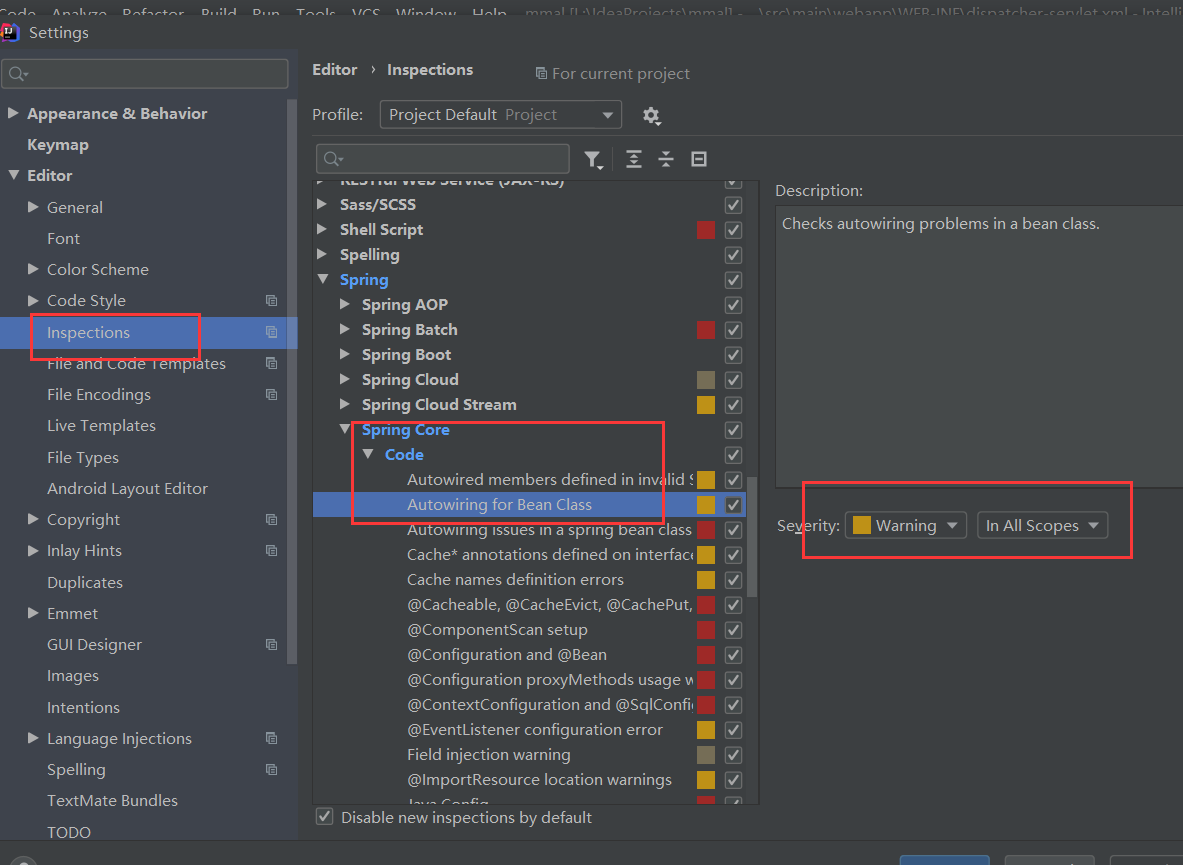 Code Analyze Refactor Build Run Tools VCS Window Help mmal [L:\IdeaProjects\mmal] - ...\src\main\webapp\WEB-INF\dispatcher-servlet.xml - Intelli
Settings
Editor › Inspections
For current project
Profile:
Project Default Project
Appearance & Behavior
Keymap
Editor
General
Font
Color Scheme
Code Style
Inspections
File and Code Templates
File Encodings
Live Templates
File Types
Android Layout Editor
Copyright
Inlay Hints
Duplicates
Emmet
GUI Designer
Images
Intentions
Language Injections
Spelling
TextMate Bundles
TODO
RESTful Web Service (JAX-RS)
Sass/SCSS
Shell Script
Spelling
Spring
Spring AOP
Spring Batch
Spring Boot
Spring Cloud
Spring Cloud Stream
Spring Core
Code
Autowired members defined in invalid S
Autowiring for Bean Class
Autowiring issues in a spring bean class
Cache* annotations defined on interface
Cache names definition errors
@Cacheable, @CacheEvict, @CachePut,
@ComponentScan setup
@Configuration and @Bean
@Configuration proxyMethods usage w
@ContextConfiguration and @SqlConfi
@EventListener configuration error
Field injection warning
@ImportResource location warnings
Java Config
Disable new inspections by default
Description:
Checks autowiring problems in a bean class.
Severity:
Warning
In All Scopes